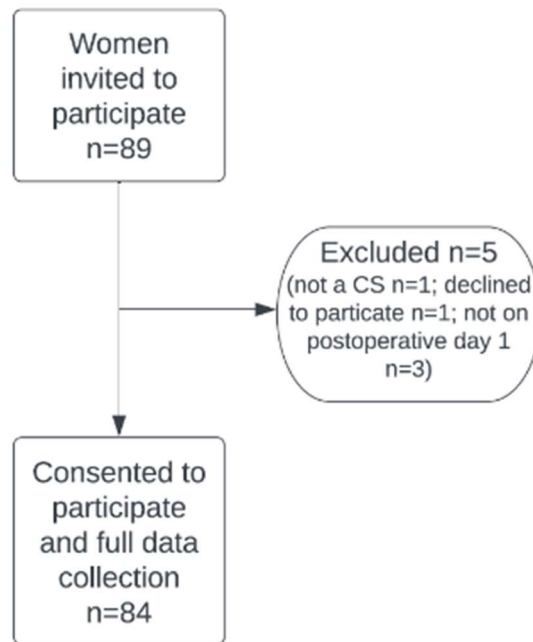 Women
invited to
participate
n=89
Excluded n=5
(not a CS n=1; declined
to particate n=1; not on
postoperative day 1
n=3)
Consented to
participate
and full data
collection
n=84